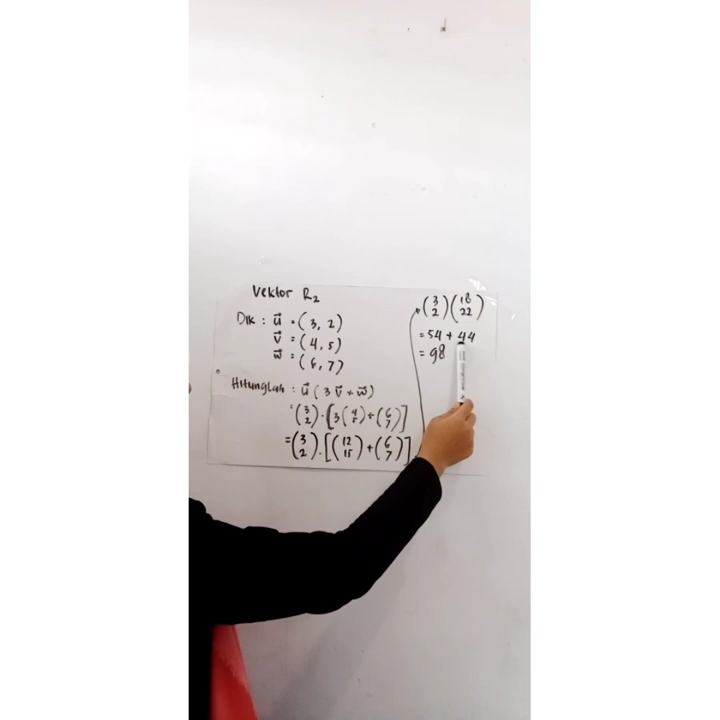 Vektor R₂
Dik : u⃗ = (3, 2)
v⃗ = (4, 5)
w⃗ = (6, 7)
Hitunglah : u⃗ (3v⃗ + w⃗)
= (3 2) · [3(4 5) + (6 7)]
= (3 2) · [(12 15) + (6 7)]
(3 2)(18 22)
= 54 + 44
= 98